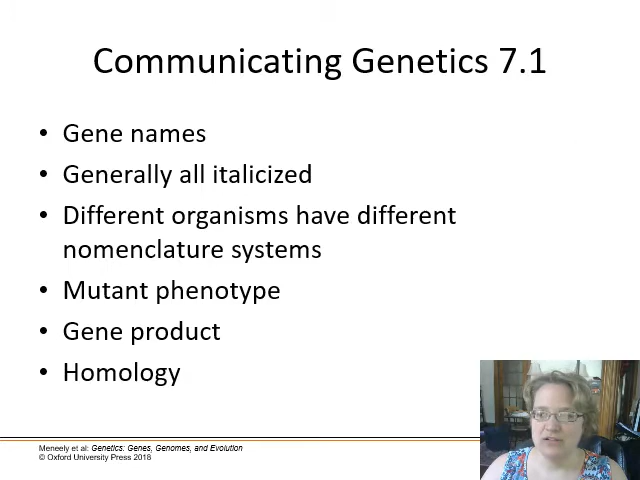 Communicating Genetics 7.1
• Gene names
• Generally all italicized
• Different organisms have different
nomenclature systems
• Mutant phenotype
• Gene product
• Homology
Meneely et al: Genetics: Genes, Genomes, and Evolution
© Oxford University Press 2018